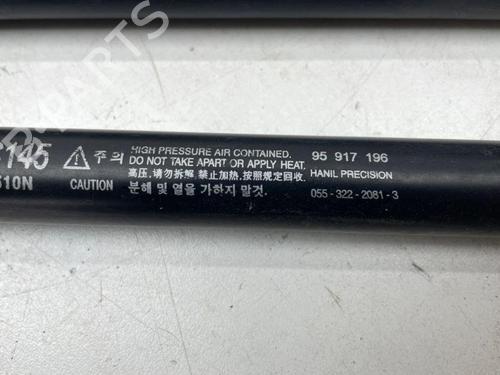 145 ⚠ 주의 HIGH PRESSURE AIR CONTAINED. 95 917 196
DO NOT TAKE APART OR APPLY HEAT.
510N CAUTION 高压,请勿拆解,禁止加热,按照规定回收. HANIL PRECISION
분해 및 열을 가하지 말것. 055-322-2081-3
PARTS